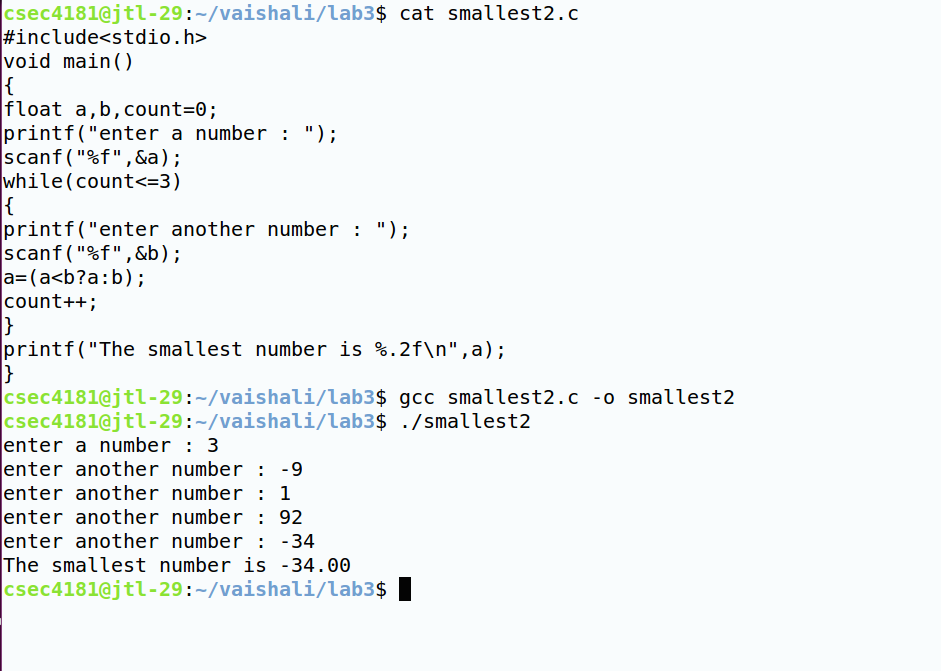 csec4181@jtl-29:~/vaishali/lab3$ cat smallest2.c
#include<stdio.h>
void main()
{
float a,b,count=0;
printf("enter a number : ");
scanf("%f",&a);
while(count<=3)
{
printf("enter another number : ");
scanf("%f",&b);
a=(a<b?a:b);
count++;
}
printf("The smallest number is %.2f\n",a);
}
csec4181@jtl-29:~/vaishali/lab3$ gcc smallest2.c -o smallest2
csec4181@jtl-29:~/vaishali/lab3$ ./smallest2
enter a number : 3
enter another number : -9
enter another number : 1
enter another number : 92
enter another number : -34
The smallest number is -34.00
csec4181@jtl-29:~/vaishali/lab3$